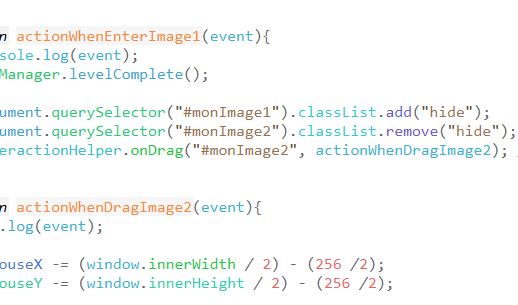 n actionWhenEnterImage1(event){
sole.log(event);
Manager.levelComplete();
ument.querySelector("#monImage1").classList.add("hide");
ument.querySelector("#monImage2").classList.remove("hide");
eractionHelper.onDrag("#monImage2", actionWhenDragImage2); /
n actionWhenDragImage2(event){
.log(event);
ouseX -= (window.innerWidth / 2) - (256 /2);
ouseY -= (window.innerHeight / 2) - (256 /2);